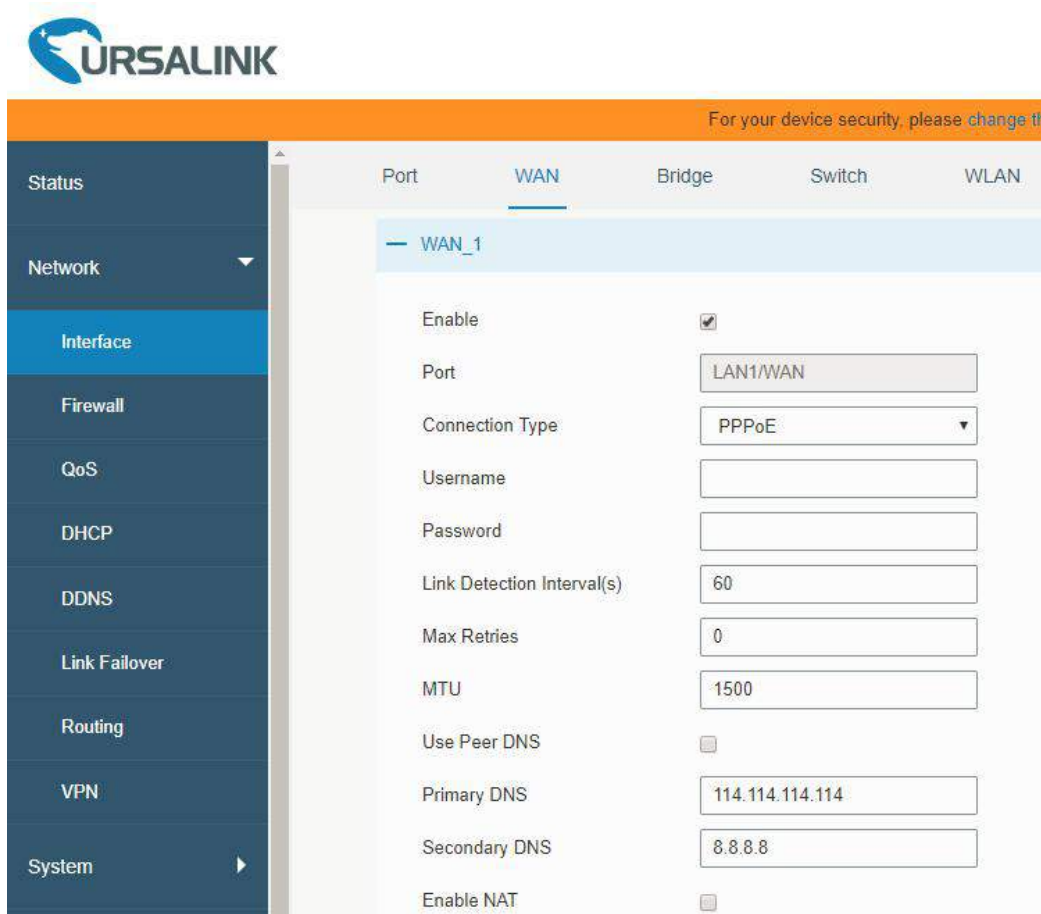 URSALINK
For your device security, please change
Status
Network
Interface
Firewall
QoS
DHCP
DDNS
Link Failover
Routing
VPN
System
Port WAN Bridge Switch WLAN
— WAN_1
Enable
Port LAN1/WAN
Connection Type PPPoE
Username
Password
Link Detection Interval(s) 60
Max Retries 0
MTU 1500
Use Peer DNS
Primary DNS 114.114.114.114
Secondary DNS 8.8.8.8
Enable NAT